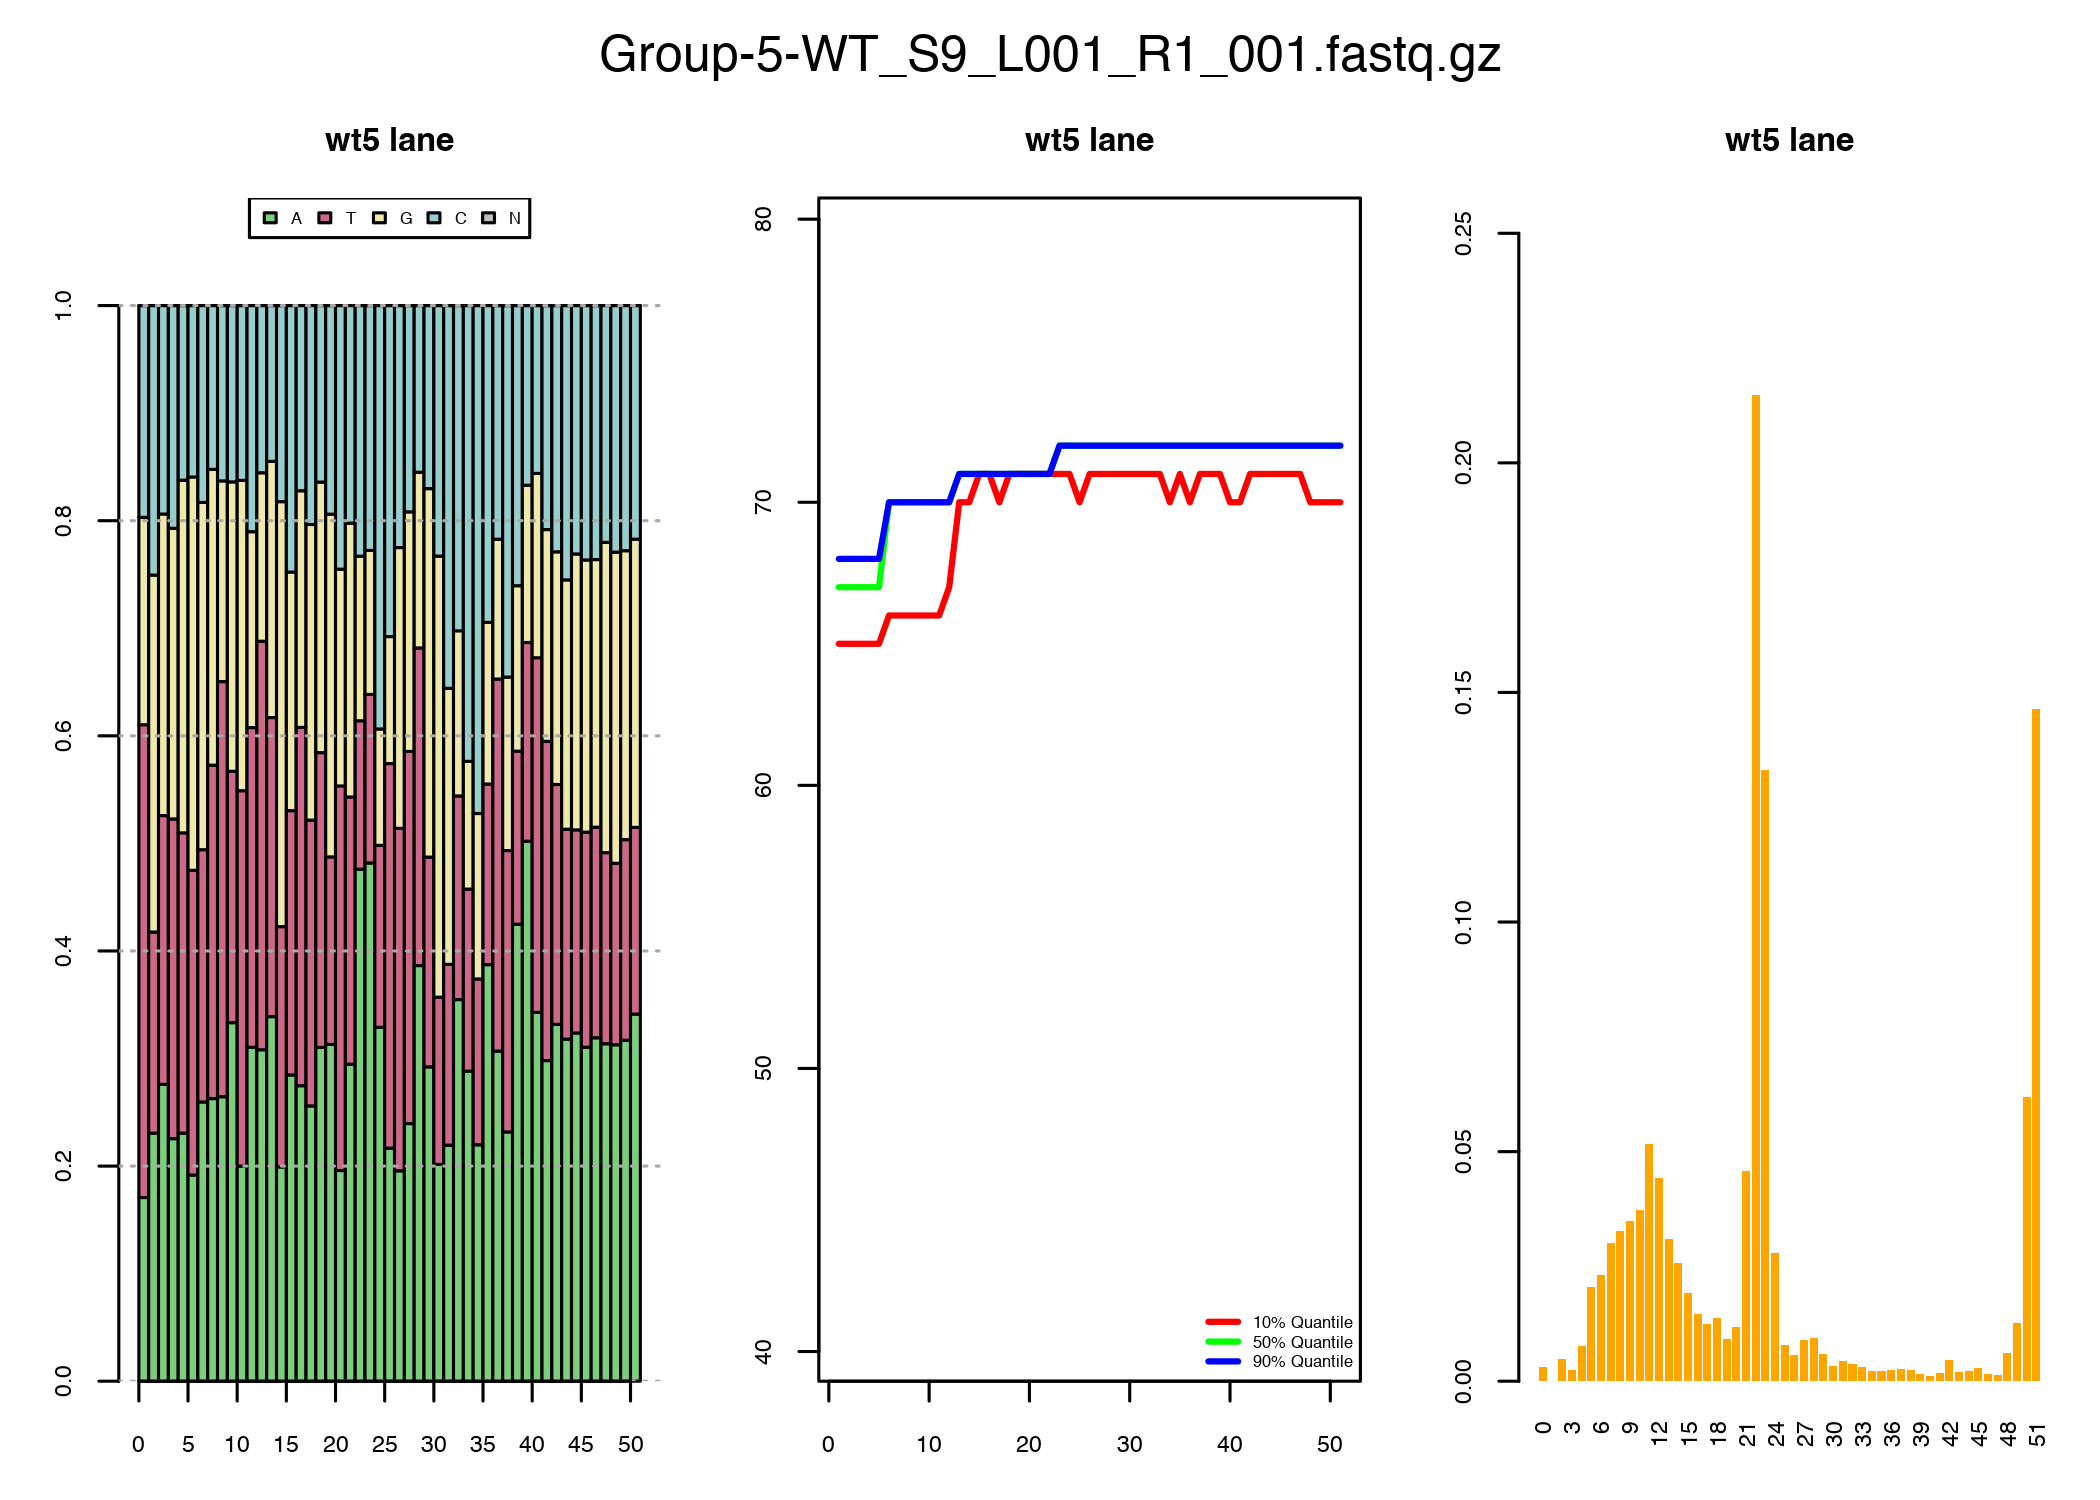 Group-5-WT_S9_L001_R1_001.fastq.gz
wt5 lane
A T G C N
1.0
0.8
0.6
0.4
0.2
0.0
0 5 10 15 20 25 30 35 40 45 50
wt5 lane
80
70
60
50
40
10% Quantile
50% Quantile
90% Quantile
0 10 20 30 40 50
wt5 lane
0.25
0.20
0.15
0.10
0.05
0.00
0 3 6 9 12 15 18 21 24 27 30 33 36 39 42 45 48 51